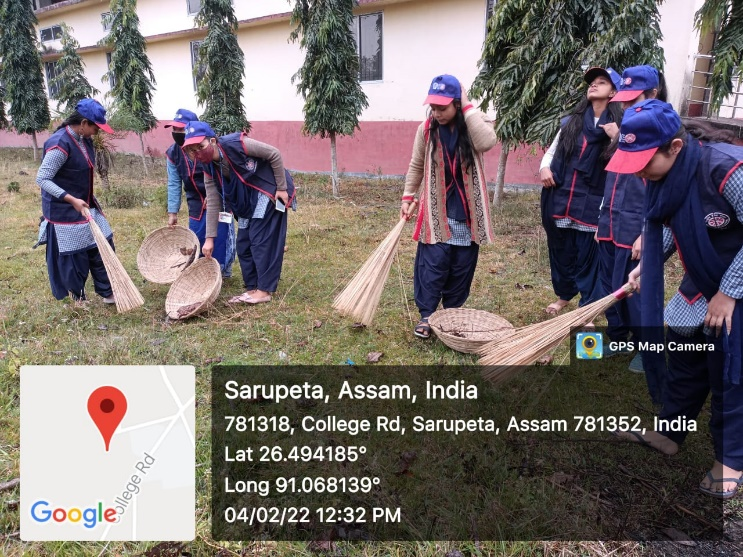 GPS Map Camera
Sarupeta, Assam, India
781318, College Rd, Sarupeta, Assam 781352, India
Lat 26.494185°
Long 91.068139°
04/02/22 12:32 PM
College Rd
Google